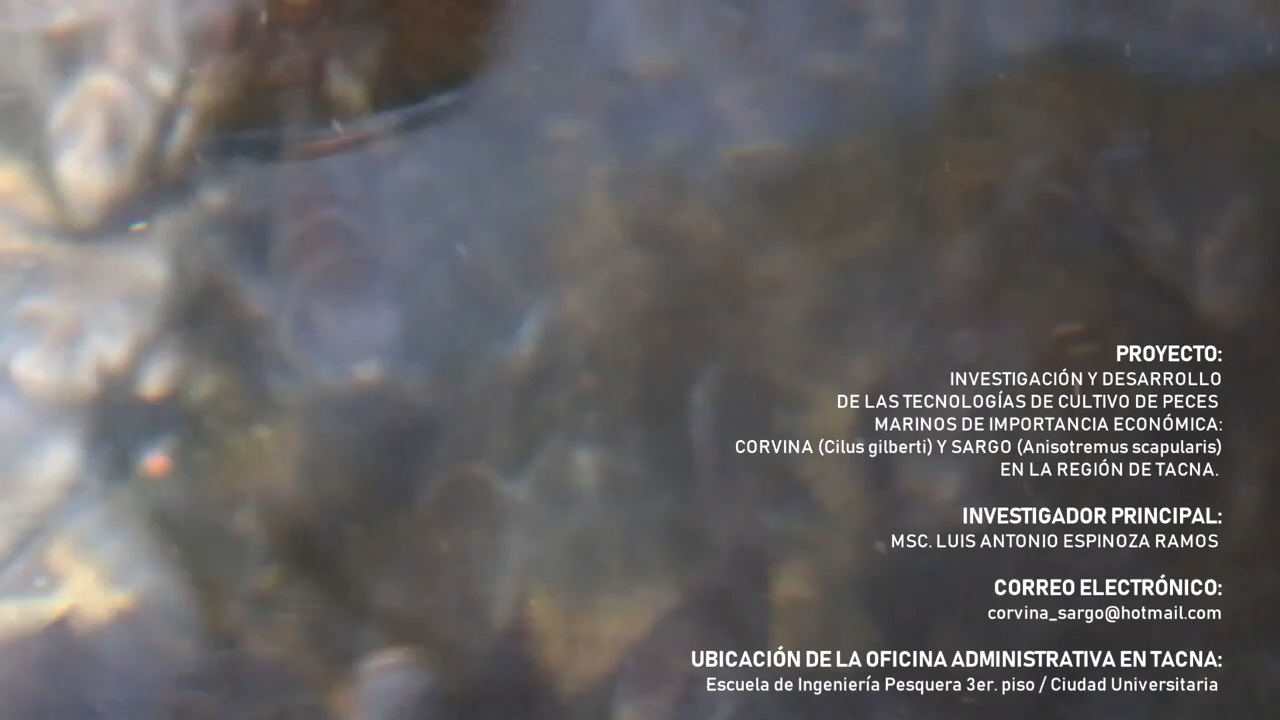 PROYECTO:
INVESTIGACIÓN Y DESARROLLO
DE LAS TECNOLOGÍAS DE CULTIVO DE PECES
MARINOS DE IMPORTANCIA ECONÓMICA:
CORVINA (Cilus gilberti) Y SARGO (Anisotremus scapularis)
EN LA REGIÓN DE TACNA.
INVESTIGADOR PRINCIPAL:
MSC. LUIS ANTONIO ESPINOZA RAMOS
CORREO ELECTRÓNICO:
corvina_sargo@hotmail.com
UBICACIÓN DE LA OFICINA ADMINISTRATIVA EN TACNA:
Escuela de Ingeniería Pesquera 3er. piso / Ciudad Universitaria